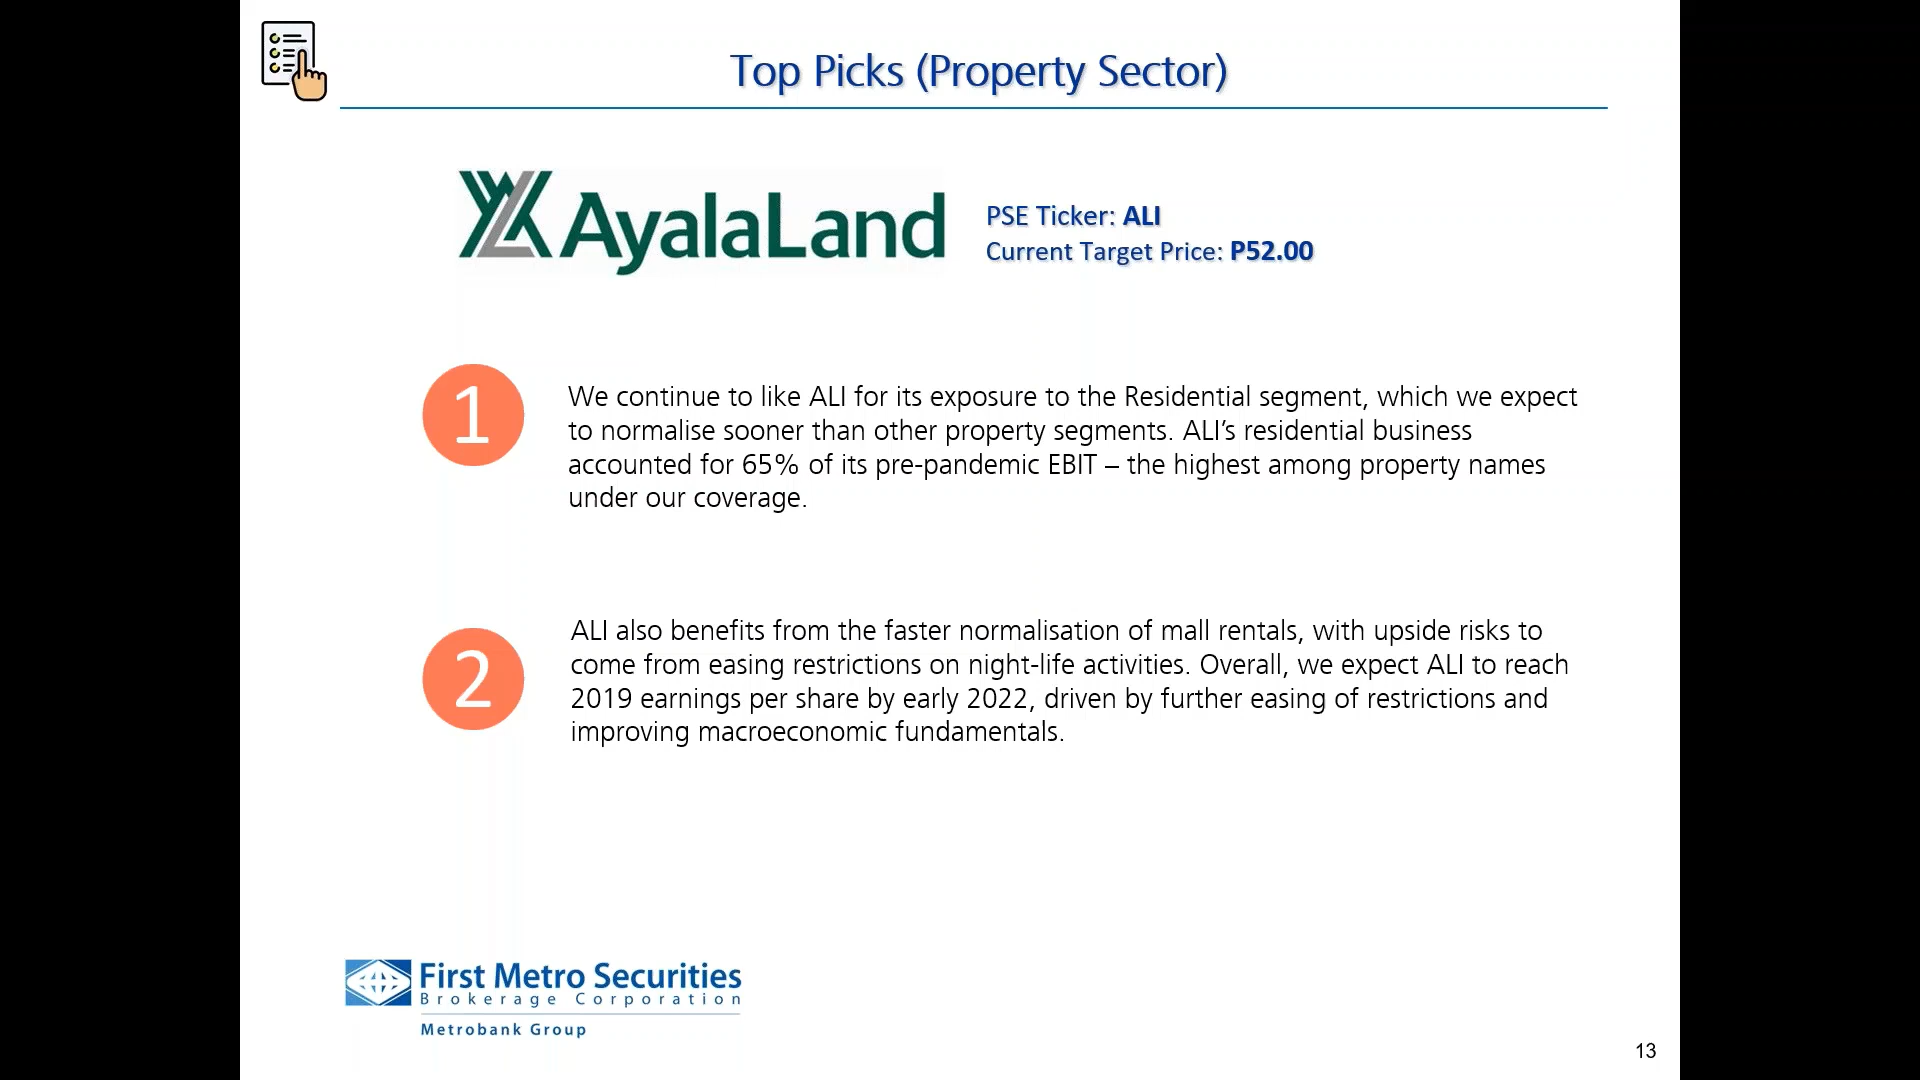 Top Picks (Property Sector)
AyalaLand
PSE Ticker: ALI
Current Target Price: P52.00
1
We continue to like ALI for its exposure to the Residential segment, which we expect
to normalise sooner than other property segments. ALI’s residential business
accounted for 65% of its pre-pandemic EBIT – the highest among property names
under our coverage.
2
ALI also benefits from the faster normalisation of mall rentals, with upside risks to
come from easing restrictions on night-life activities. Overall, we expect ALI to reach
2019 earnings per share by early 2022, driven by further easing of restrictions and
improving macroeconomic fundamentals.
First Metro Securities
Brokerage Corporation
Metrobank Group
13